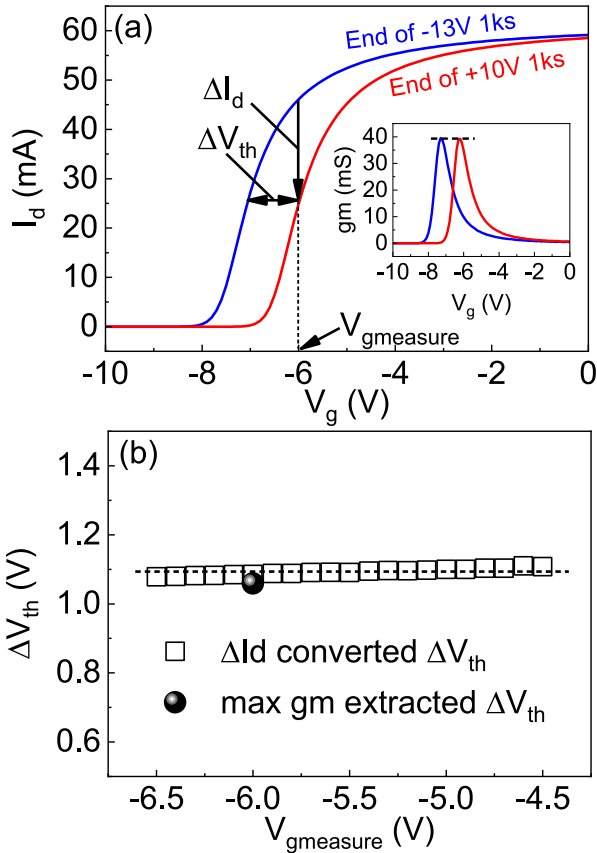 (a)
End of -13V 1ks
End of +10V 1ks
ΔI_d
ΔV_th
V_gmeasure
I_d (mA)
60
50
40
30
20
10
0
-10 -8 -6 -4 -2 0
V_g (V)
gm (mS)
40
30
20
10
0
-10 -8 -6 -4 -2 0
V_g (V)
(b)
ΔV_th (V)
1.4
1.2
1.0
0.8
0.6
ΔId converted ΔV_th
max gm extracted ΔV_th
-6.5 -6.0 -5.5 -5.0 -4.5
V_gmeasure (V)